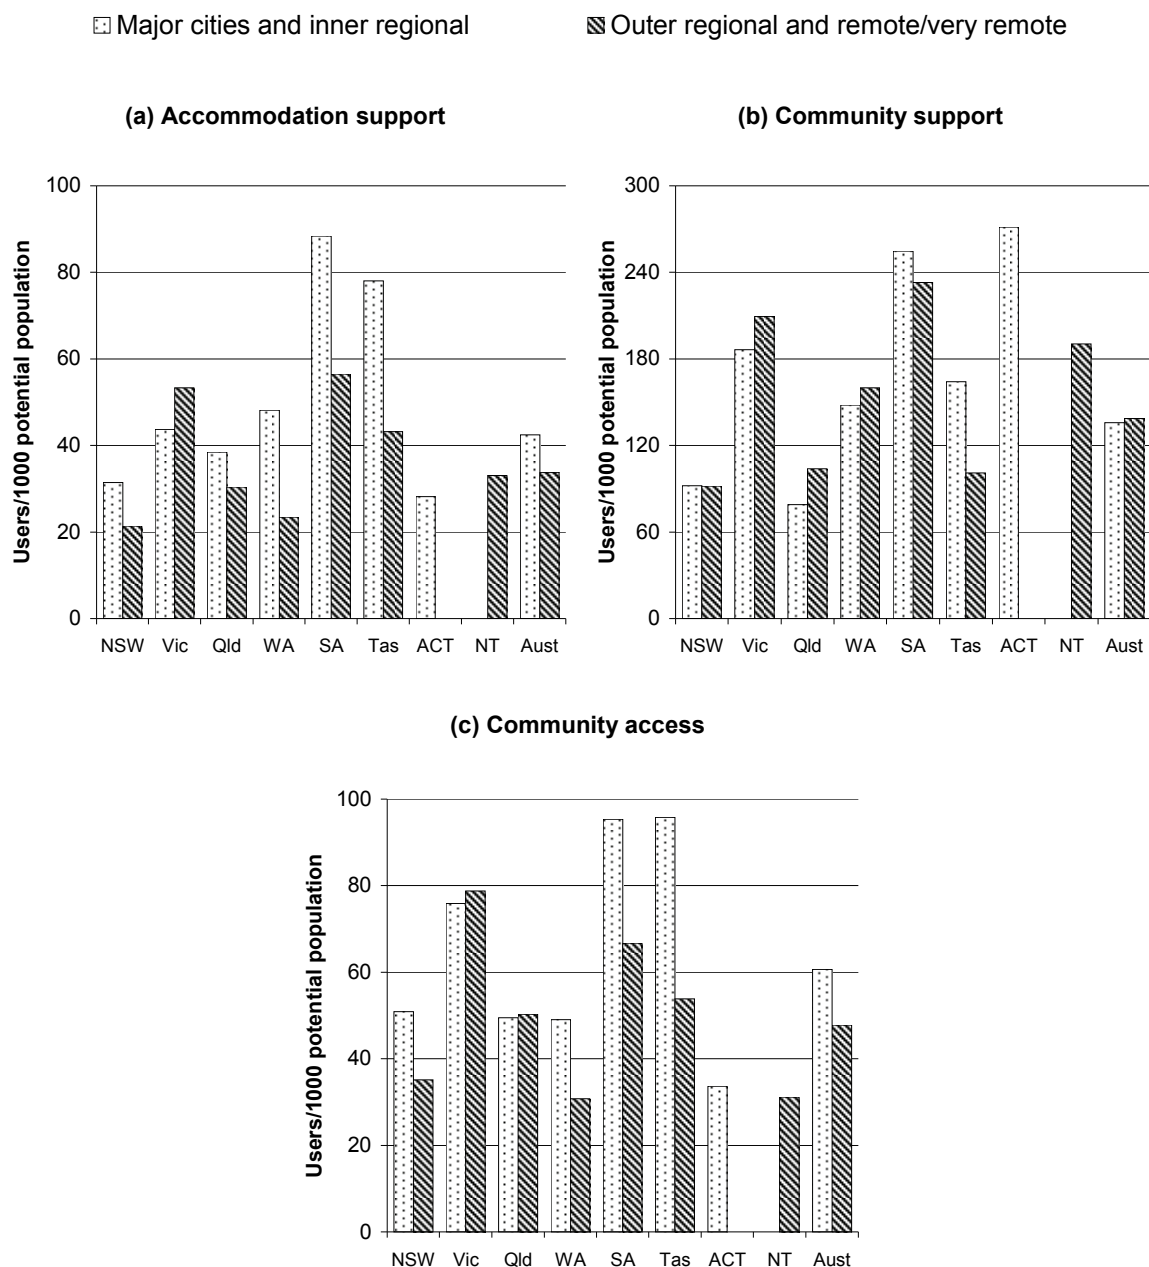 Major cities and inner regional
Outer regional and remote/very remote
(a) Accommodation support
Users/1000 potential population
100
80
60
40
20
0
NSW Vic Qld WA SA Tas ACT NT Aust
(b) Community support
Users/1000 potential population
300
240
180
120
60
0
NSW Vic Qld WA SA Tas ACT NT Aust
(c) Community access
Users/1000 potential population
100
80
60
40
20
0
NSW Vic Qld WA SA Tas ACT NT Aust